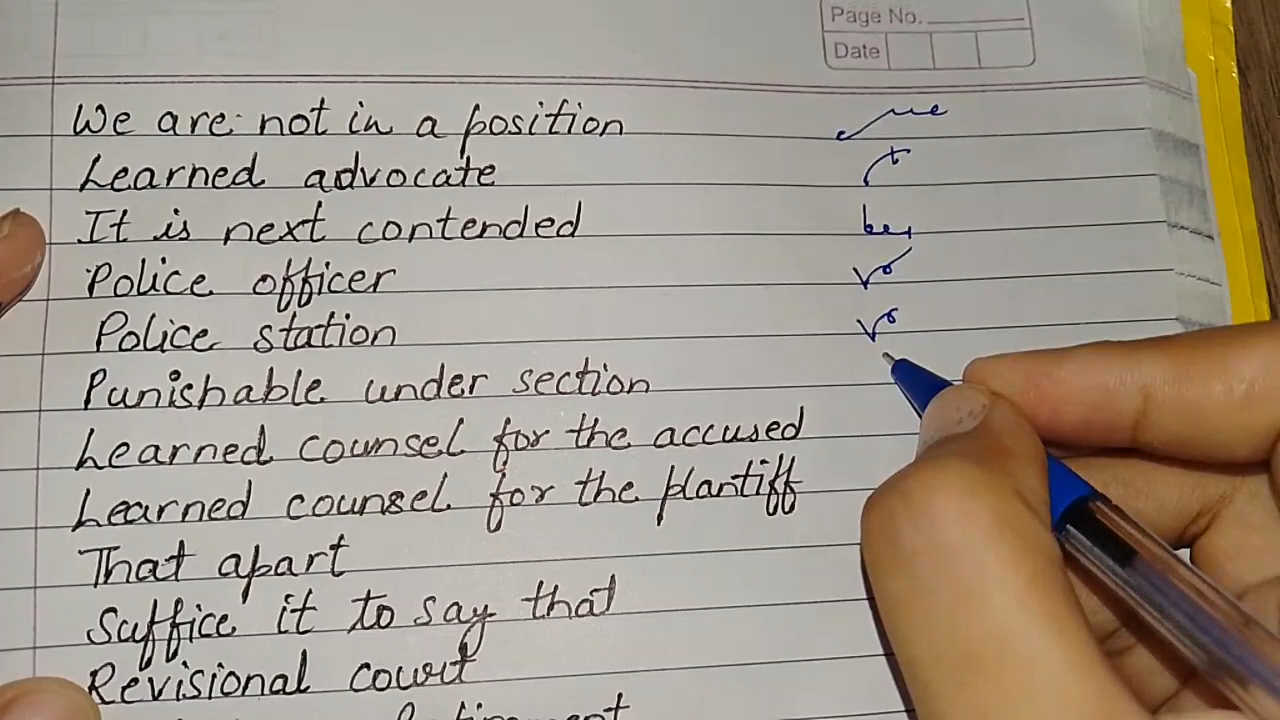 Page No.
Date
We are not in a position
Learned advocate
It is next contended
Police officer
Police station
Punishable under section
Learned counsel for the accused
Learned counsel for the plantiff
That apart
Suffice it to say that
Revisional court